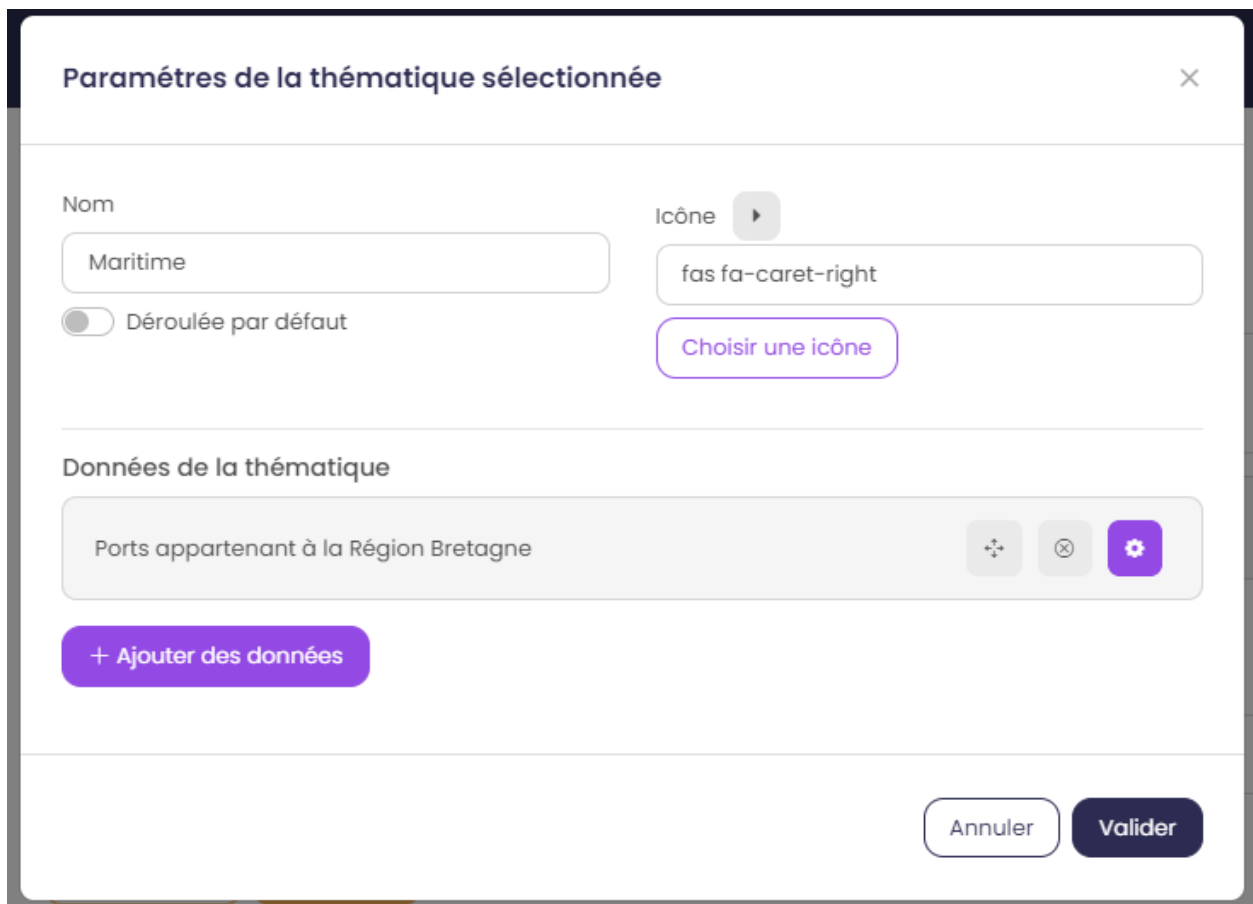 Paramétres de la thématique sélectionnée
Nom
Icône
Maritime
fas fa-caret-right
Déroulée par défaut
Choisir une icône
Données de la thématique
Ports appartenant à la Région Bretagne
+ Ajouter des données
Annuler
Valider